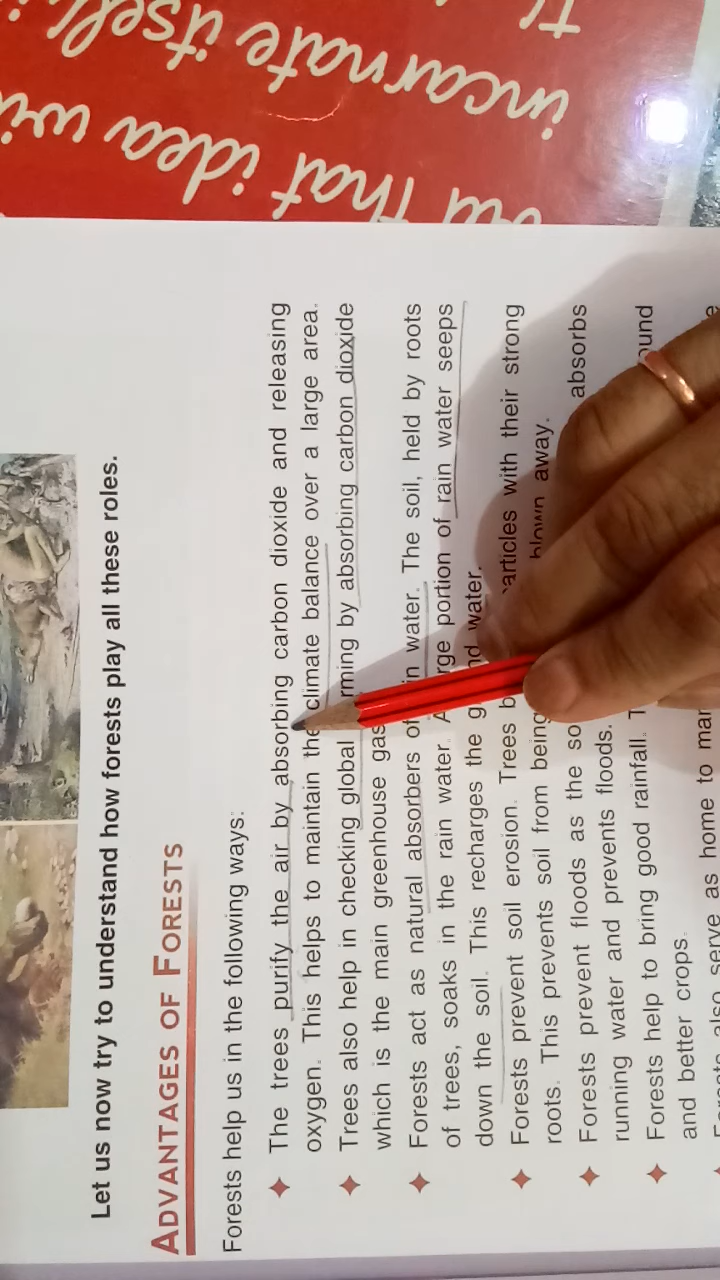 that idea
incarnate itself
Let us now try to understand how forests play all these roles.
ADVANTAGES OF FORESTS
Forests help us in the following ways:
✦ The trees purify the air by absorbing carbon dioxide and releasing
oxygen. This helps to maintain the climate balance over a large area.
✦ Trees also help in checking global rming by absorbing carbon dioxide
which is the main greenhouse gas
✦ Forests act as natural absorbers of in water. The soil, held by roots
of trees, soaks in the rain water. A rge portion of rain water seeps
down the soil. This recharges the g nd water.
✦ Forests prevent soil erosion. Trees b articles with their strong
roots. This prevents soil from being blown away.
✦ Forests prevent floods as the so absorbs
running water and prevents floods.
✦ Forests help to bring good rainfall. T ound
and better crops.
Forests also serve as home to mar